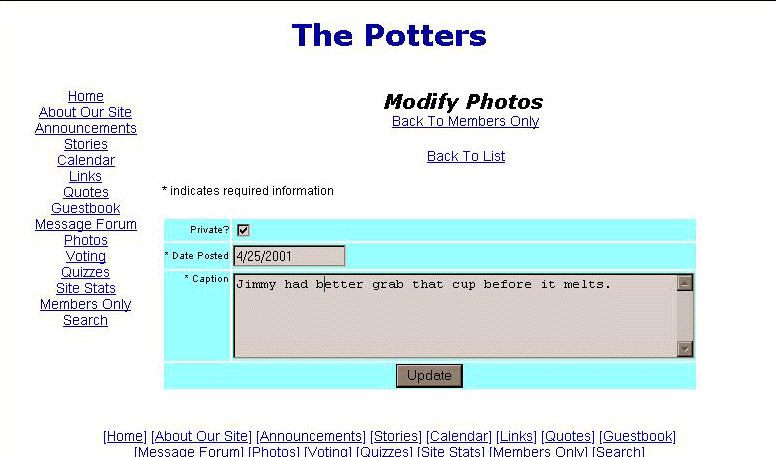 The Potters
Home
About Our Site
Announcements
Stories
Calendar
Links
Quotes
Guestbook
Message Forum
Photos
Voting
Quizzes
Site Stats
Members Only
Search
Modify Photos
Back To Members Only
Back To List
* indicates required information
Private?
* Date Posted 4/25/2001
* Caption Jimmy had better grab that cup before it melts.
Update
[Home] [About Our Site] [Announcements] [Stories] [Calendar] [Links] [Quotes] [Guestbook]
[Message Forum] [Photos] [Voting] [Quizzes] [Site Stats] [Members Only] [Search]